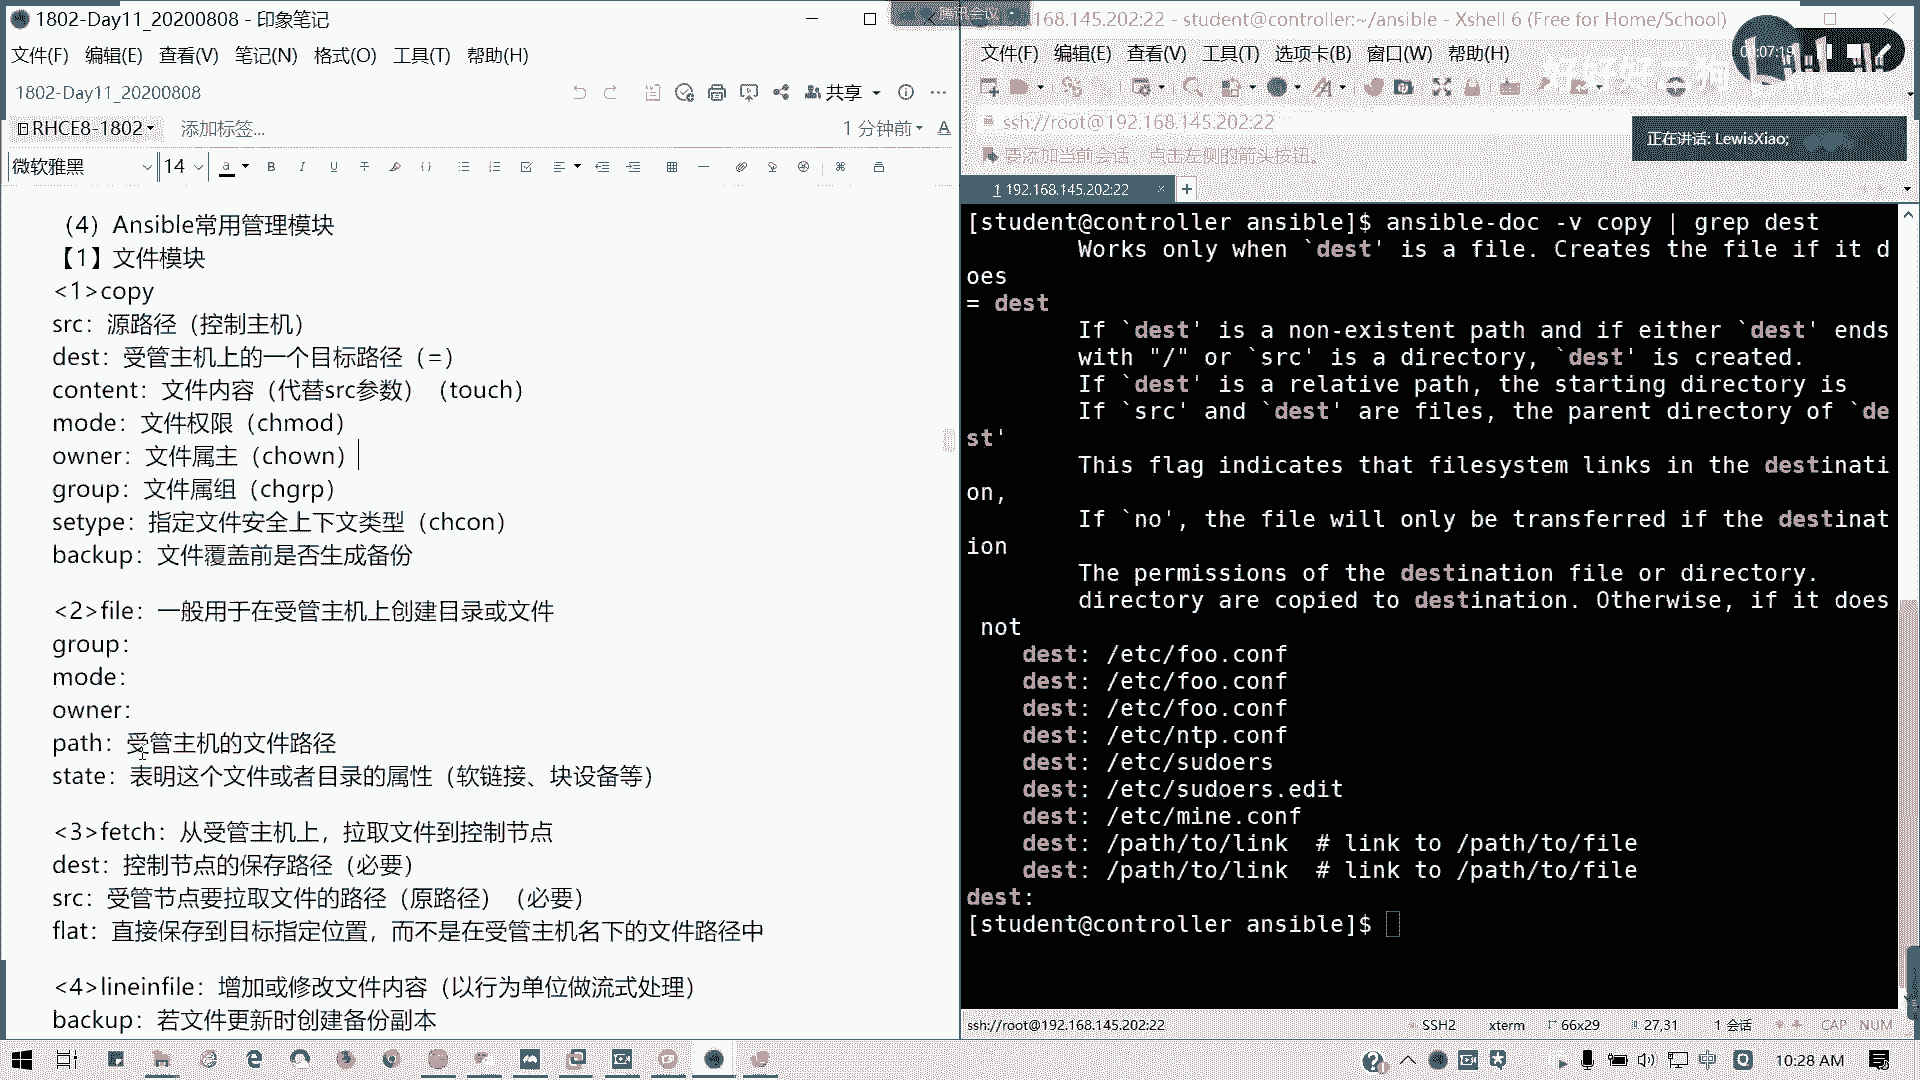 1802-Day11_20200808 - 印象笔记
文件(F) 编辑(E) 查看(V) 笔记(N) 格式(O) 工具(T) 帮助(H)
1802-Day11_20200808
共享
RHCE8-1802 添加标签...
1 分钟前
微软雅黑 14
（4）Ansible常用管理模块
【1】文件模块
<1>copy
src：源路径（控制主机）
dest：受管主机上的一个目标路径（=）
content：文件内容（代替src参数）（touch）
mode：文件权限（chmod）
owner：文件属主（chown）
group：文件属组（chgrp）
setype：指定文件安全上下文类型（chcon）
backup：文件覆盖前是否生成备份
<2>file：一般用于在受管主机上创建目录或文件
group：
mode：
owner：
path：受管主机的文件路径
state：表明这个文件或者目录的属性（软链接、块设备等）
<3>fetch：从受管主机上，拉取文件到控制节点
dest：控制节点的保存路径（必要）
src：受管节点要拉取文件的路径（原路径）（必要）
flat：直接保存到目标指定位置，而不是在受管主机名下的文件路径中
<4>lineinfile：增加或修改文件内容（以行为单位做流式处理）
backup：若文件更新时创建备份副本
腾讯会议
168.145.202:22 - student@controller:~/ansible - Xshell 6 (Free for Home/School)
文件(F) 编辑(E) 查看(V) 工具(T) 选项卡(B) 窗口(W) 帮助(H)
ssh://root@192.168.145.202:22
要添加当前会话，点击左侧的箭头按钮。
正在讲话: LewisXiao;
1 192.168.145.202:22
[student@controller ansible]$ ansible-doc -v copy | grep dest
Works only when `dest' is a file. Creates the file if it d
oes
= dest
If `dest' is a non-existent path and if either `dest' ends
with "/" or `src' is a directory, `dest' is created.
If `dest' is a relative path, the starting directory is
If `src' and `dest' are files, the parent directory of `de
st'
This flag indicates that filesystem links in the destinati
on,
If `no', the file will only be transferred if the destinat
ion
The permissions of the destination file or directory.
directory are copied to destination. Otherwise, if it does
not
dest: /etc/foo.conf
dest: /etc/foo.conf
dest: /etc/foo.conf
dest: /etc/ntp.conf
dest: /etc/sudoers
dest: /etc/sudoers.edit
dest: /etc/mine.conf
dest: /path/to/link  # link to /path/to/file
dest: /path/to/link  # link to /path/to/file
dest:
[student@controller ansible]$
ssh://root@192.168.145.202:22 SSH2 xterm 66x29 27,31 1 会话 CAP NUM
10:28 AM